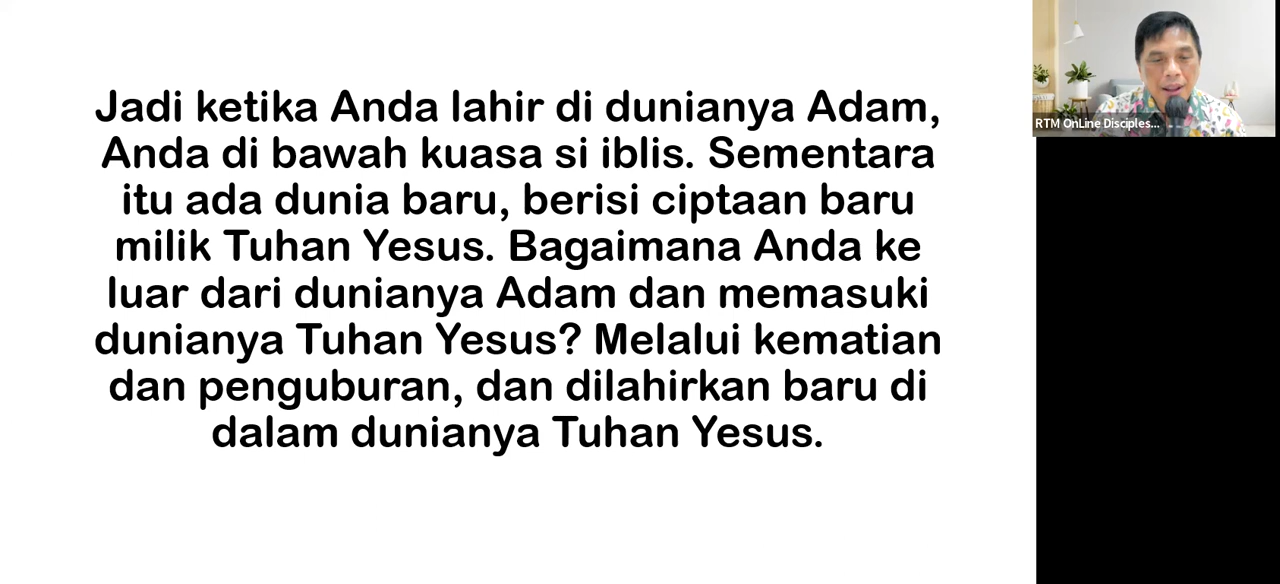 Jadi ketika Anda lahir di dunianya Adam,
Anda di bawah kuasa si iblis. Sementara
itu ada dunia baru, berisi ciptaan baru
milik Tuhan Yesus. Bagaimana Anda ke
luar dari dunianya Adam dan memasuki
dunianya Tuhan Yesus? Melalui kematian
dan penguburan, dan dilahirkan baru di
dalam dunianya Tuhan Yesus.
RTM OnLine Disciples...